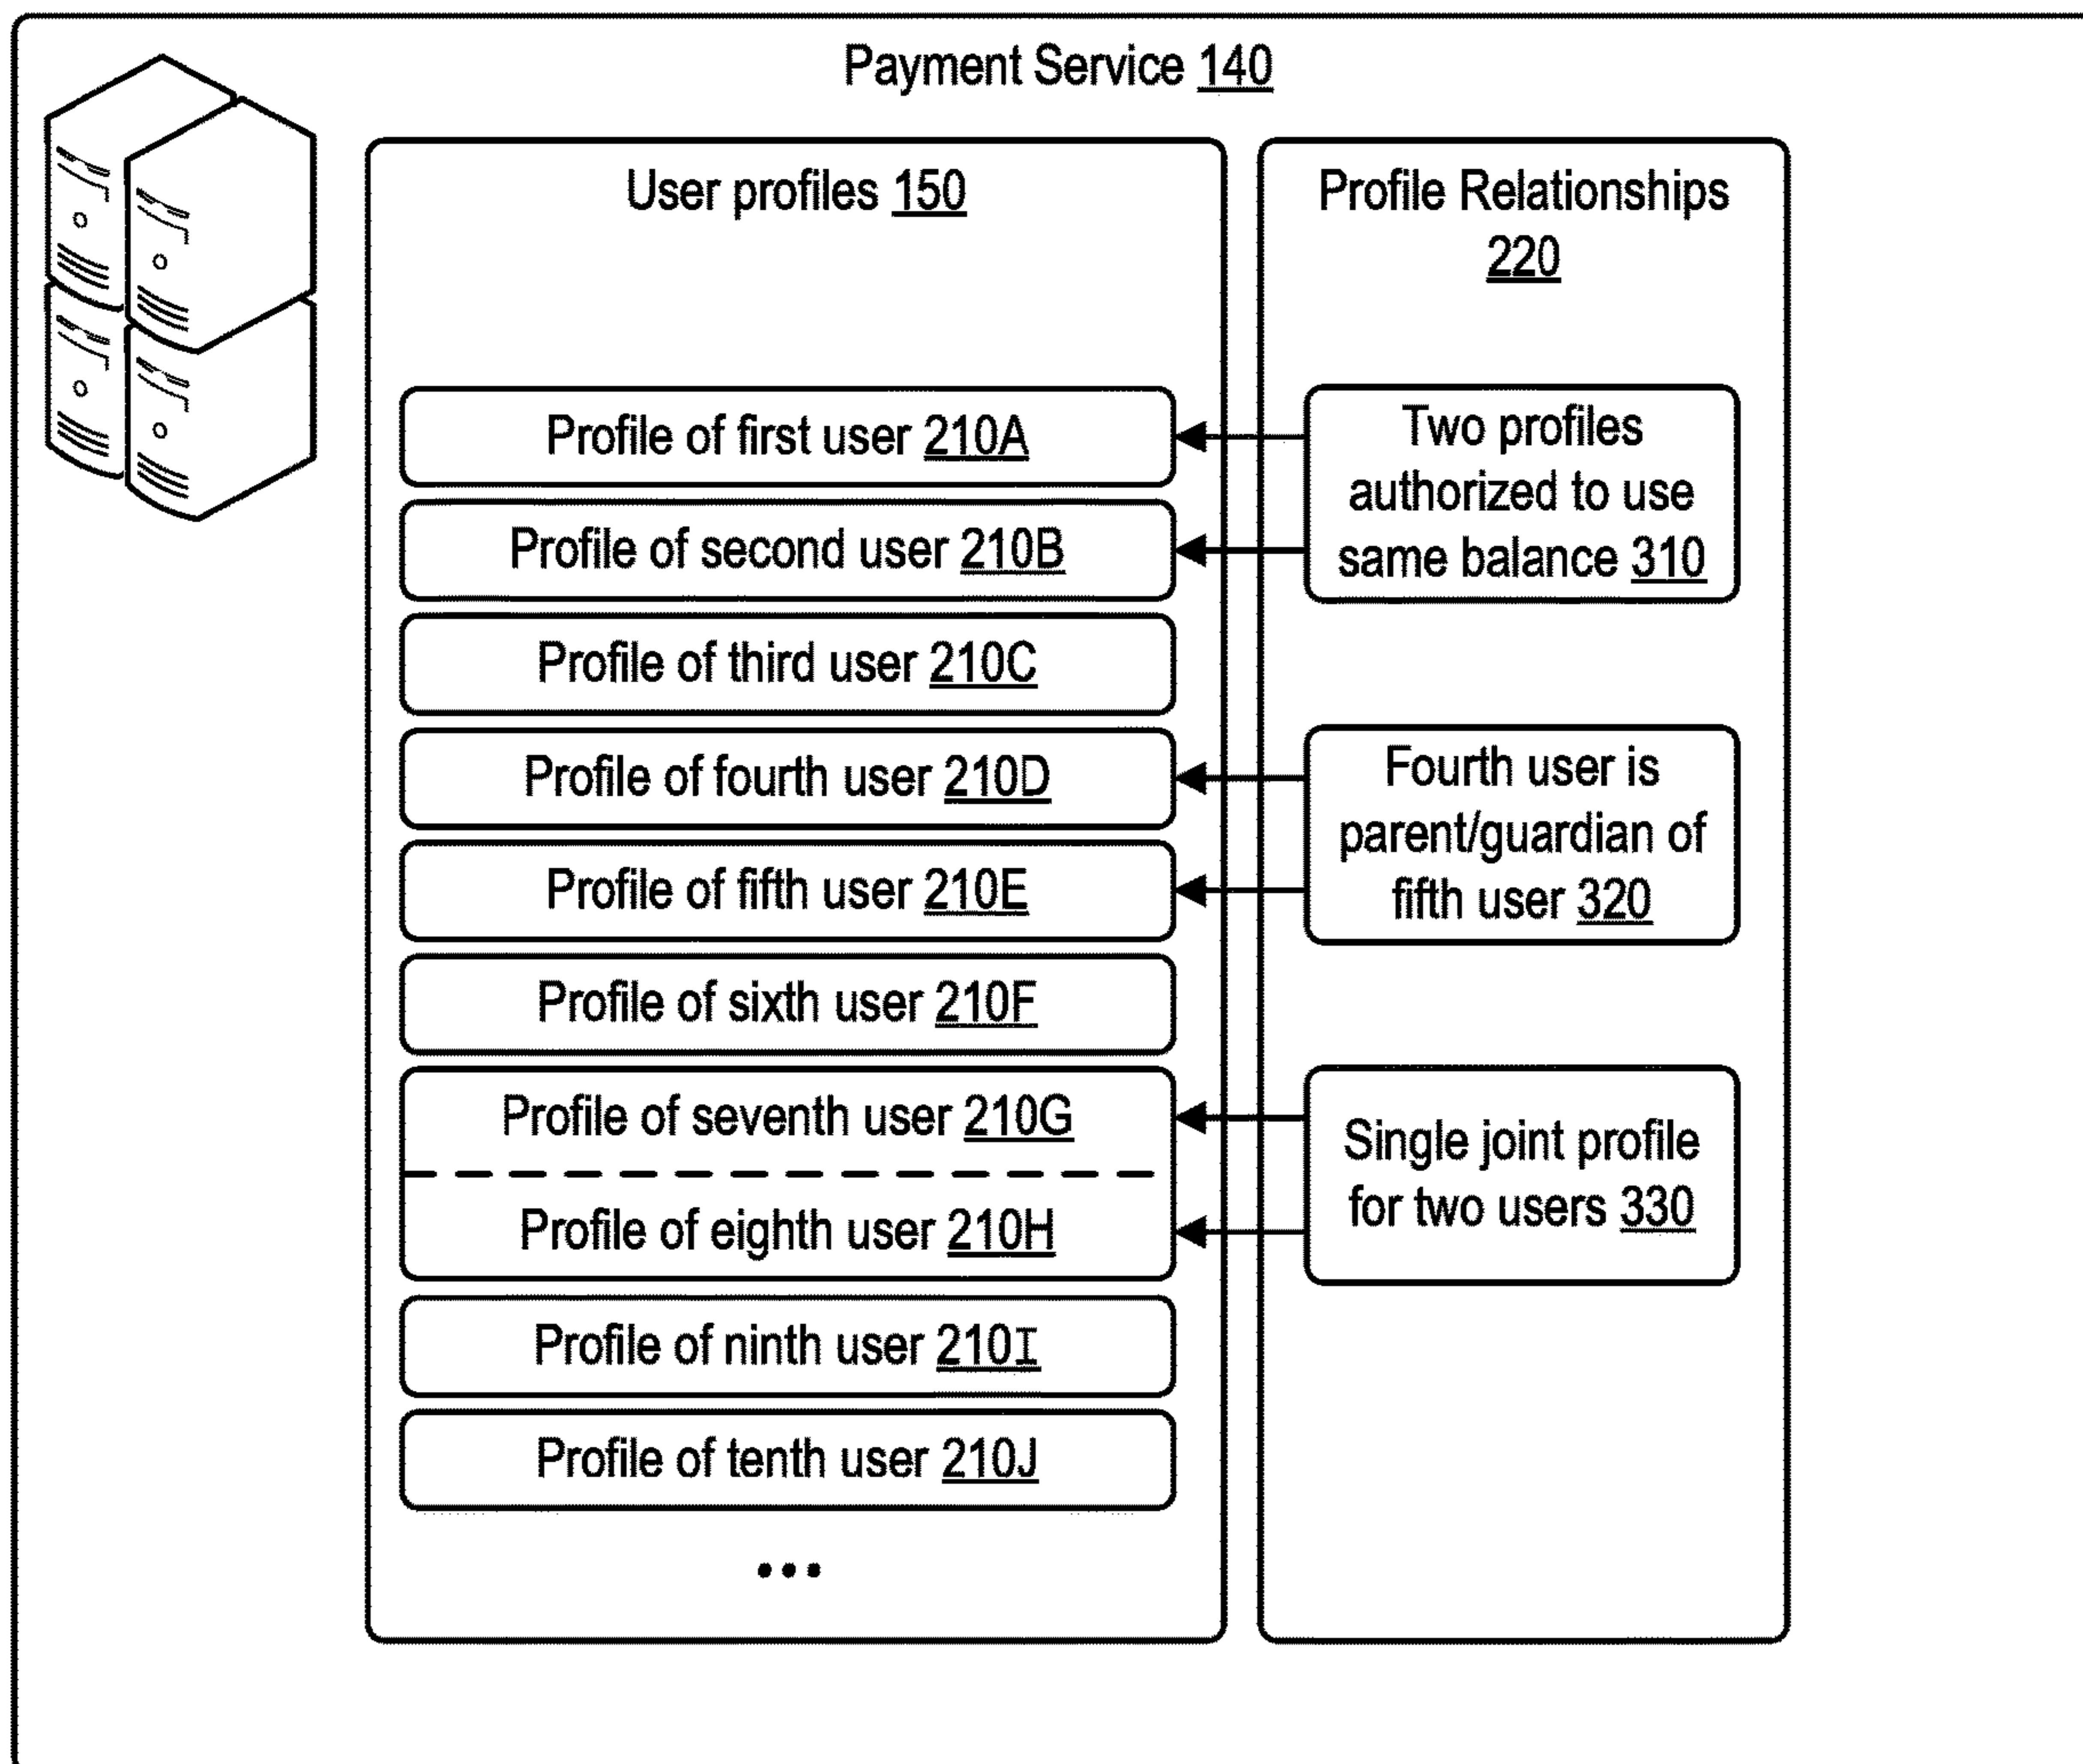 Payment Service 140
User profiles 150
Profile of first user 210A
Profile of second user 210B
Profile of third user 210C
Profile of fourth user 210D
Profile of fifth user 210E
Profile of sixth user 210F
Profile of seventh user 210G
Profile of eighth user 210H
Profile of ninth user 210I
Profile of tenth user 210J
...
Profile Relationships
220
Two profiles
authorized to use
same balance 310
Fourth user is
parent/guardian of
fifth user 320
Single joint profile
for two users 330